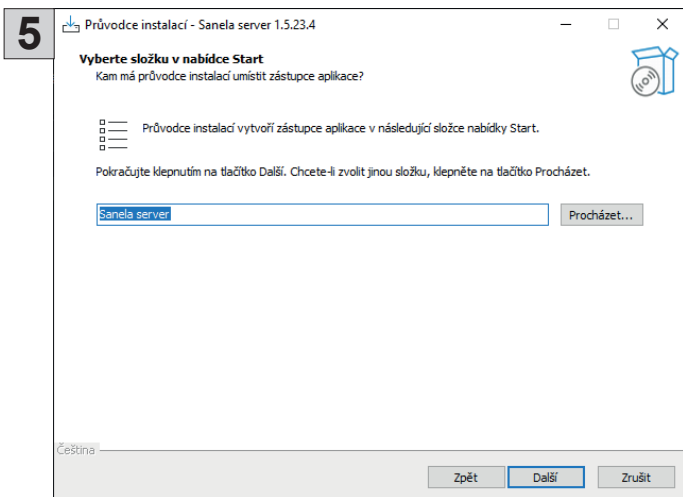 5
Průvodce instalací - Sanela server 1.5.23.4
Vyberte složku v nabídce Start
Kam má průvodce instalací umístit zástupce aplikace?
Průvodce instalací vytvoří zástupce aplikace v následující složce nabídky Start.
Pokračujte klepnutím na tlačítko Další. Chcete-li zvolit jinou složku, klepněte na tlačítko Procházet.
Sanela server
Procházet...
Čeština
Zpět
Další
Zrušit